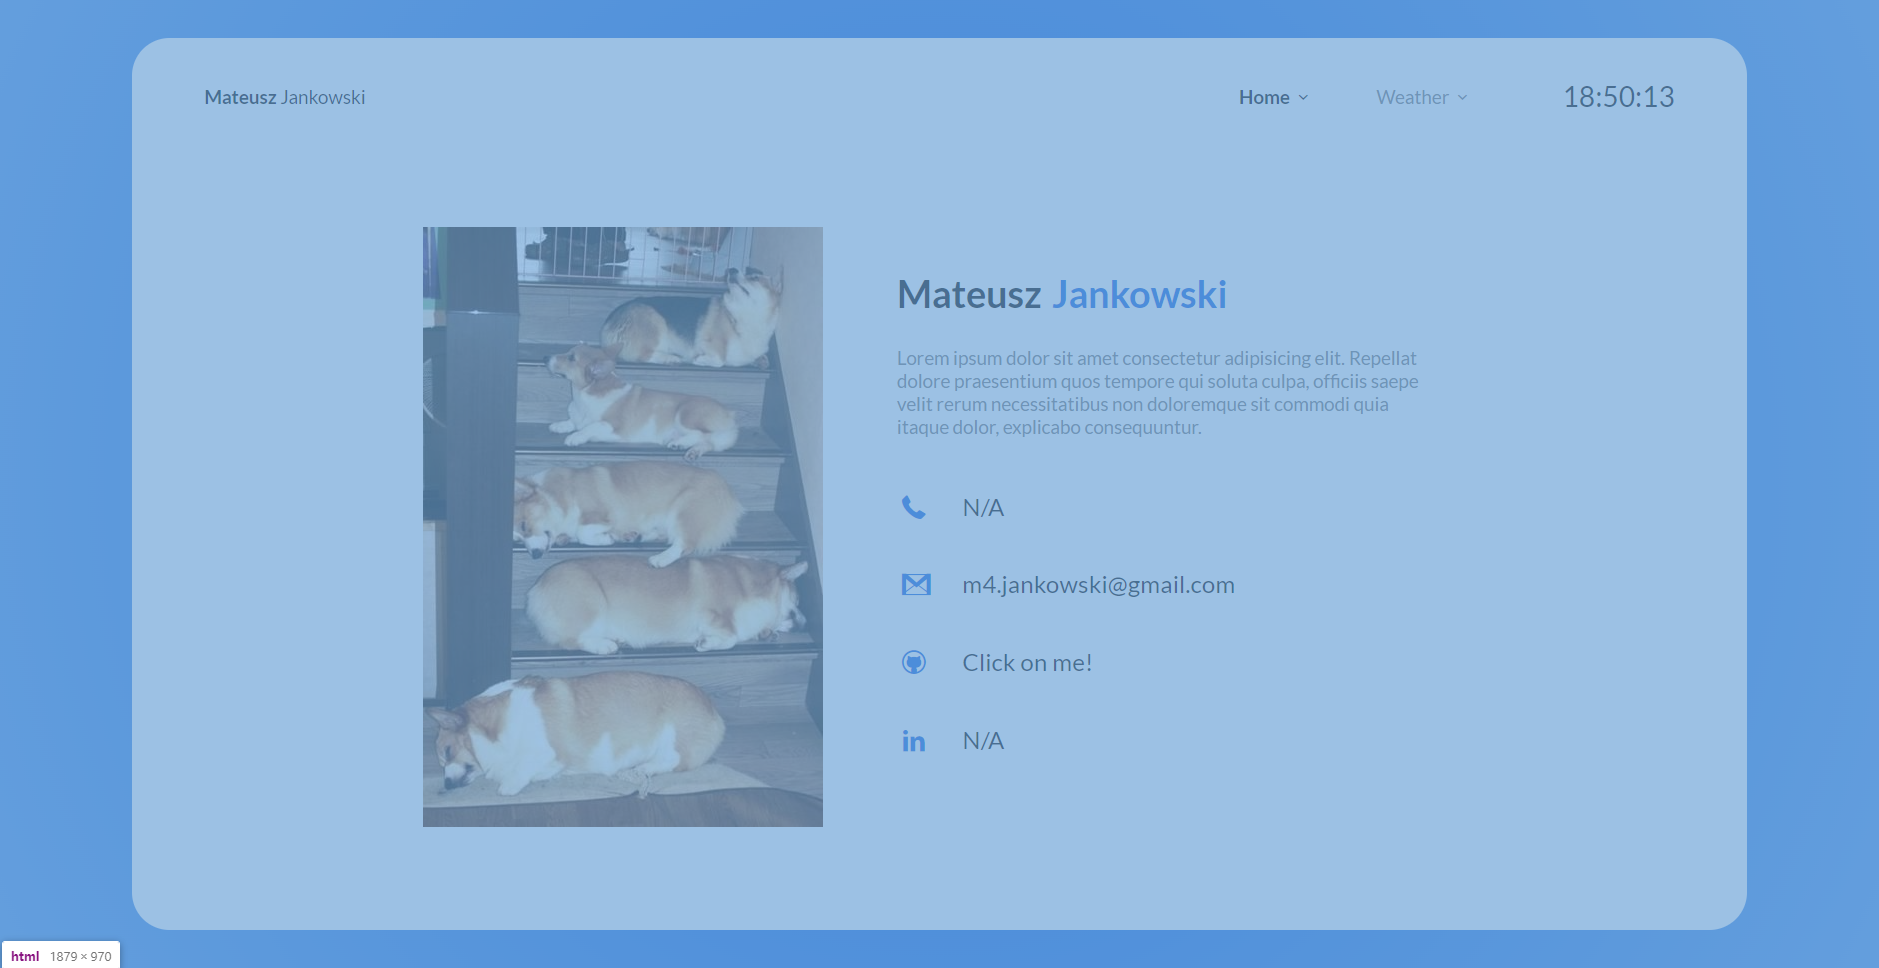 Mateusz Jankowski
Home
Weather
18:50:13
Mateusz Jankowski
Lorem ipsum dolor sit amet consectetur adipisicing elit. Repellat
dolore praesentium quos tempore qui soluta culpa, officiis saepe
velit rerum necessitatibus non doloremque sit commodi quia
itaque dolor, explicabo consequuntur.
N/A
m4.jankowski@gmail.com
Click on me!
in N/A
html 1879 × 970